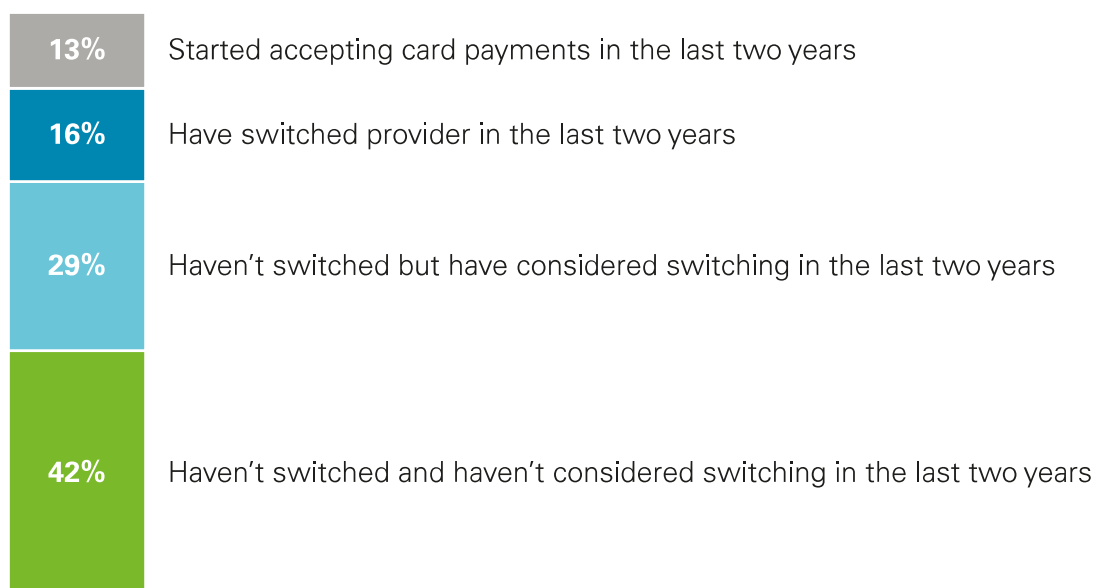 13% Started accepting card payments in the last two years
16% Have switched provider in the last two years
29% Haven’t switched but have considered switching in the last two years
42% Haven’t switched and haven’t considered switching in the last two years